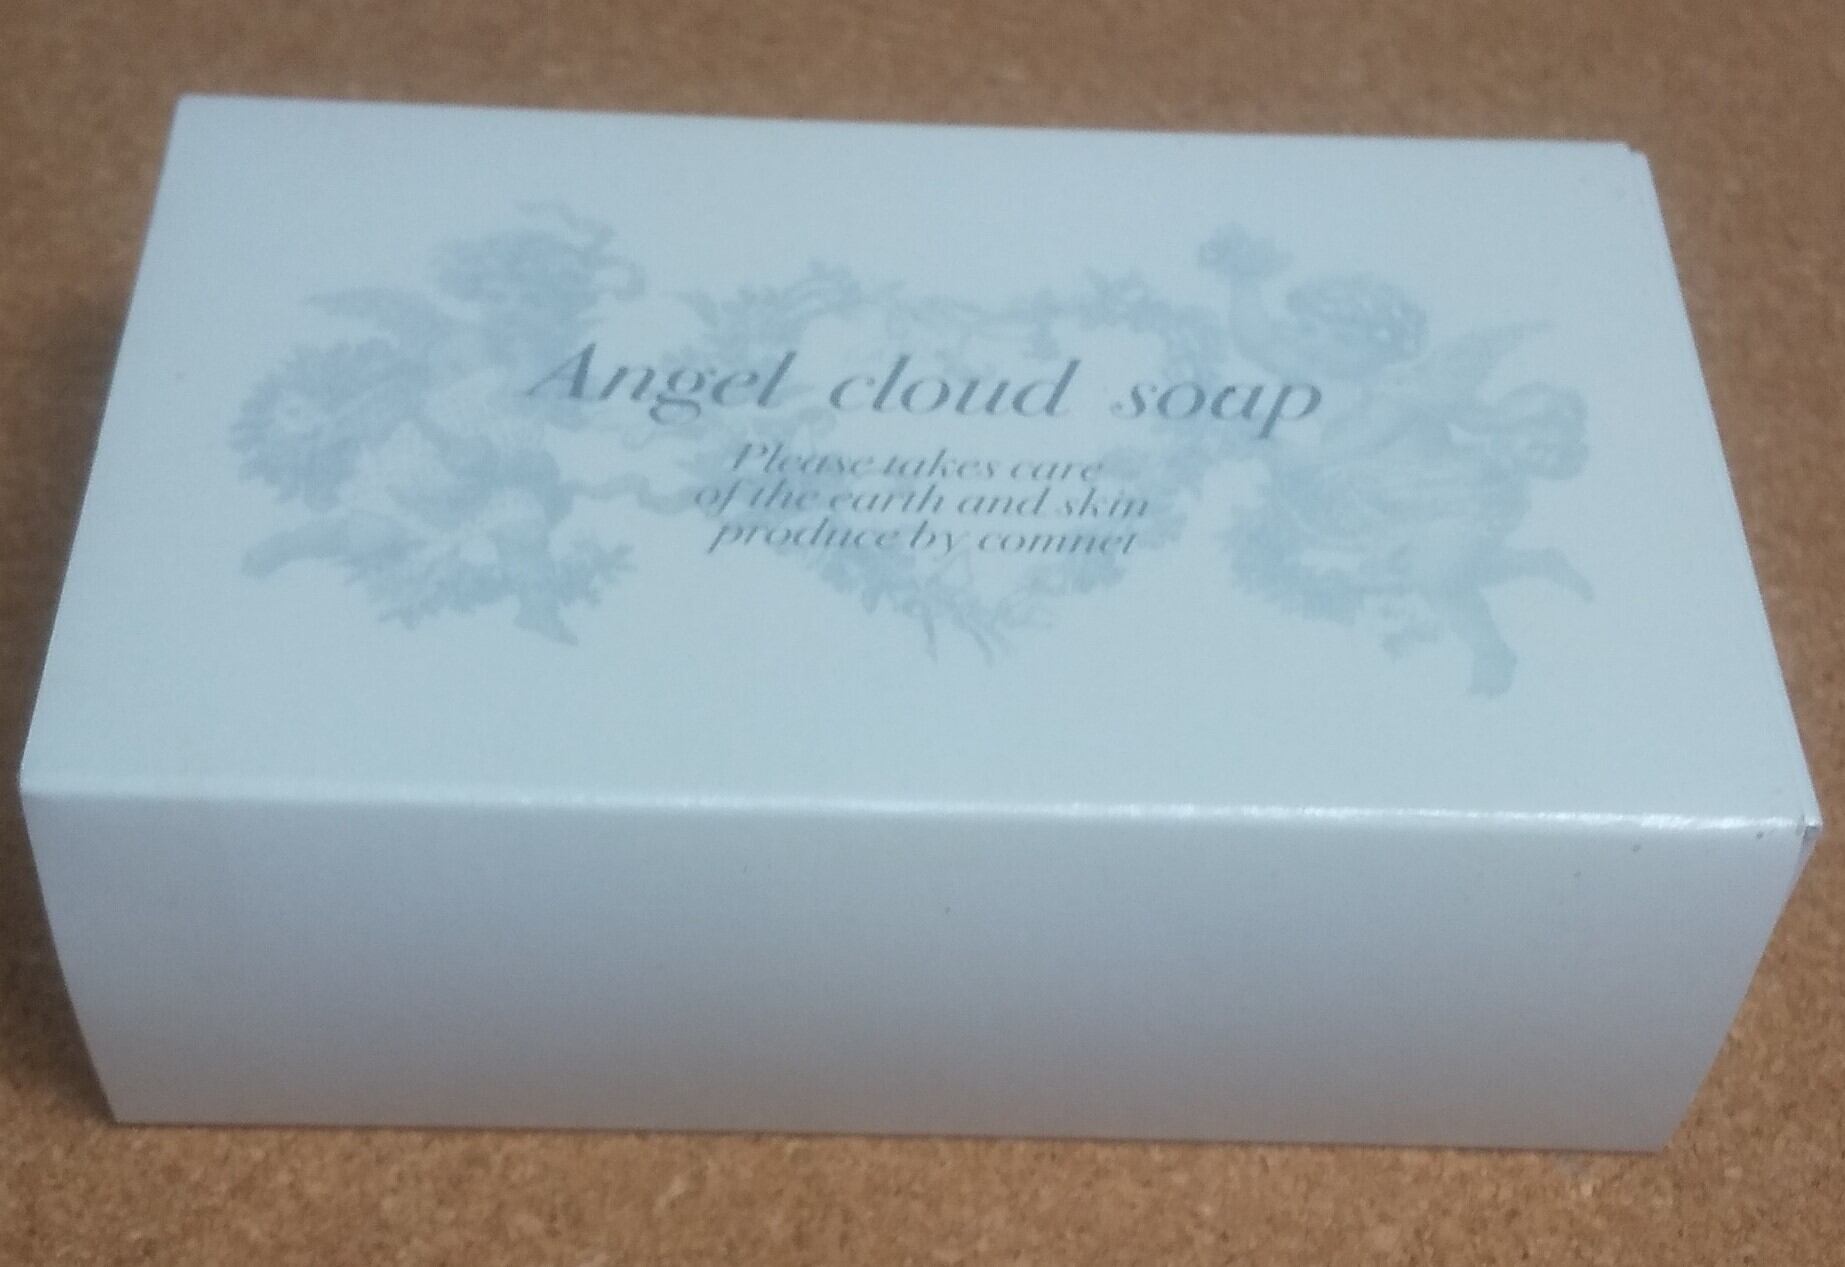 Angel cloud soap
Please takes care
of the earth and skin
produce by comnet